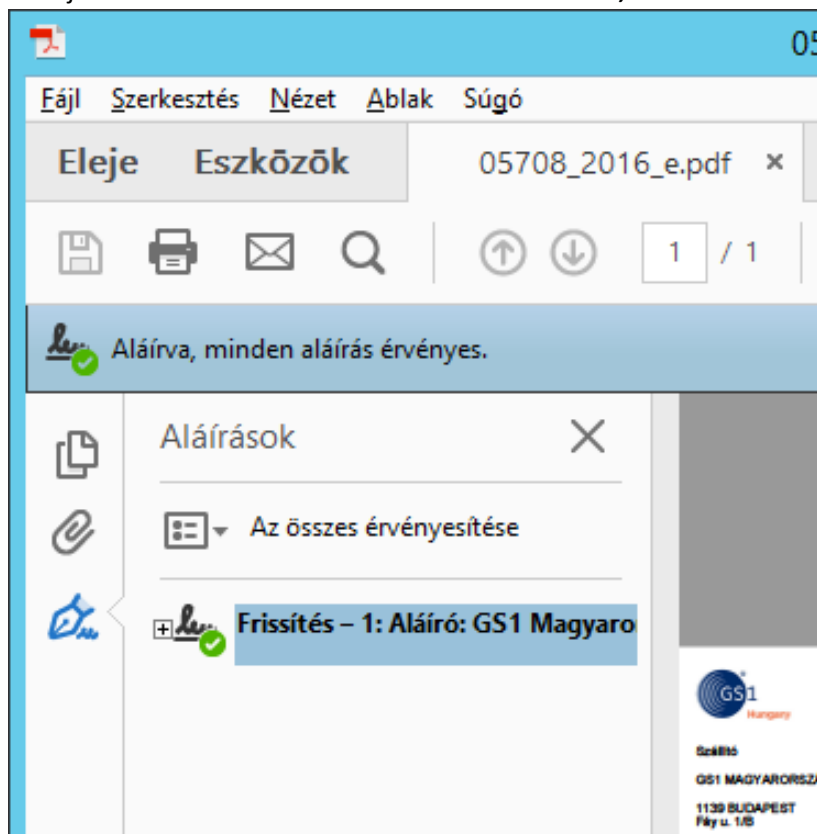 05
Fájl Szerkesztés Nézet Ablak Súgó
Eleje Eszközök 05708_2016_e.pdf ×
1 / 1
Aláírva, minden aláírás érvényes.
Aláírások
Az összes érvényesítése
Frissítés – 1: Aláíró: GS1 Magyaro
GS1
Hungary
Szállító
GS1 MAGYARORSZÁ
1139 BUDAPEST
Fáy u. 1/B